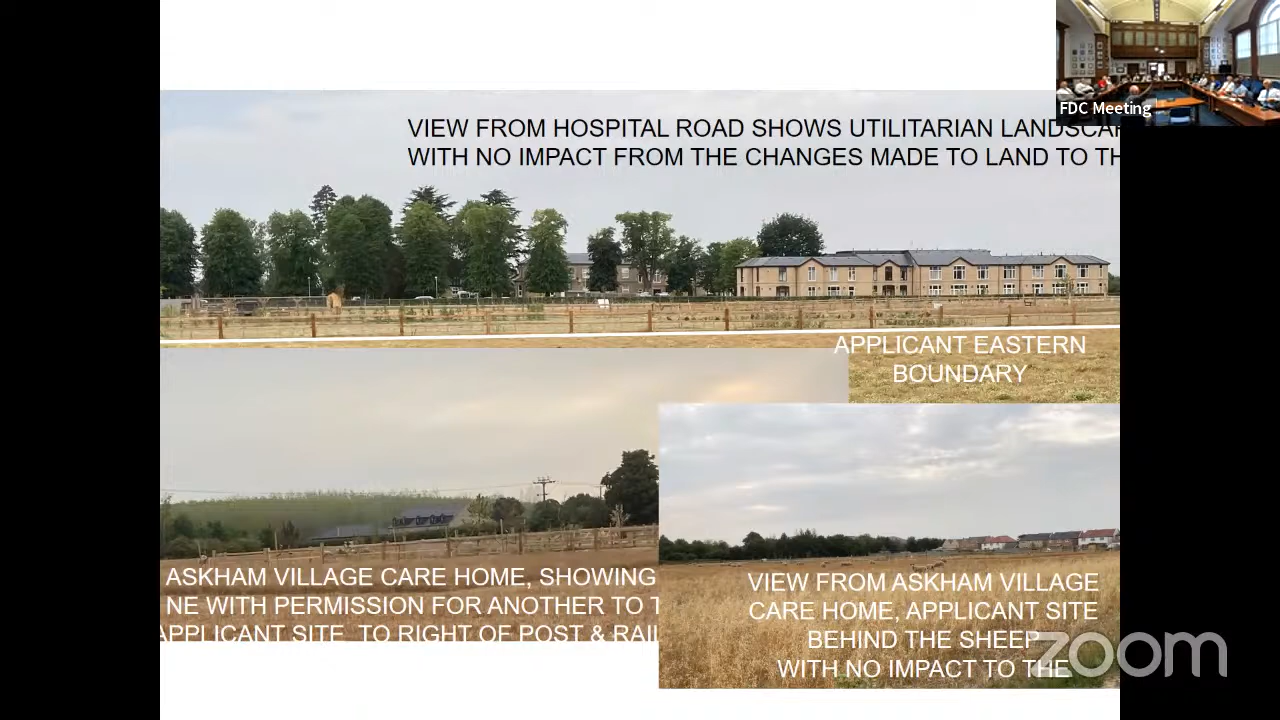 FDC Meeting
VIEW FROM HOSPITAL ROAD SHOWS UTILITARIAN
WITH NO IMPACT FROM THE CHANGES MADE TO LAND TO
APPLICANT EASTERN
BOUNDARY
ASKHAM VILLAGE CARE HOME, SHOWING
NE WITH PERMISSION FOR ANOTHER TO
APPLICANT SITE TO RIGHT OF POST & RAIL
VIEW FROM ASKHAM VILLAGE
CARE HOME, APPLICANT SITE
BEHIND THE SHEEP
WITH NO IMPACT TO THE
zoom